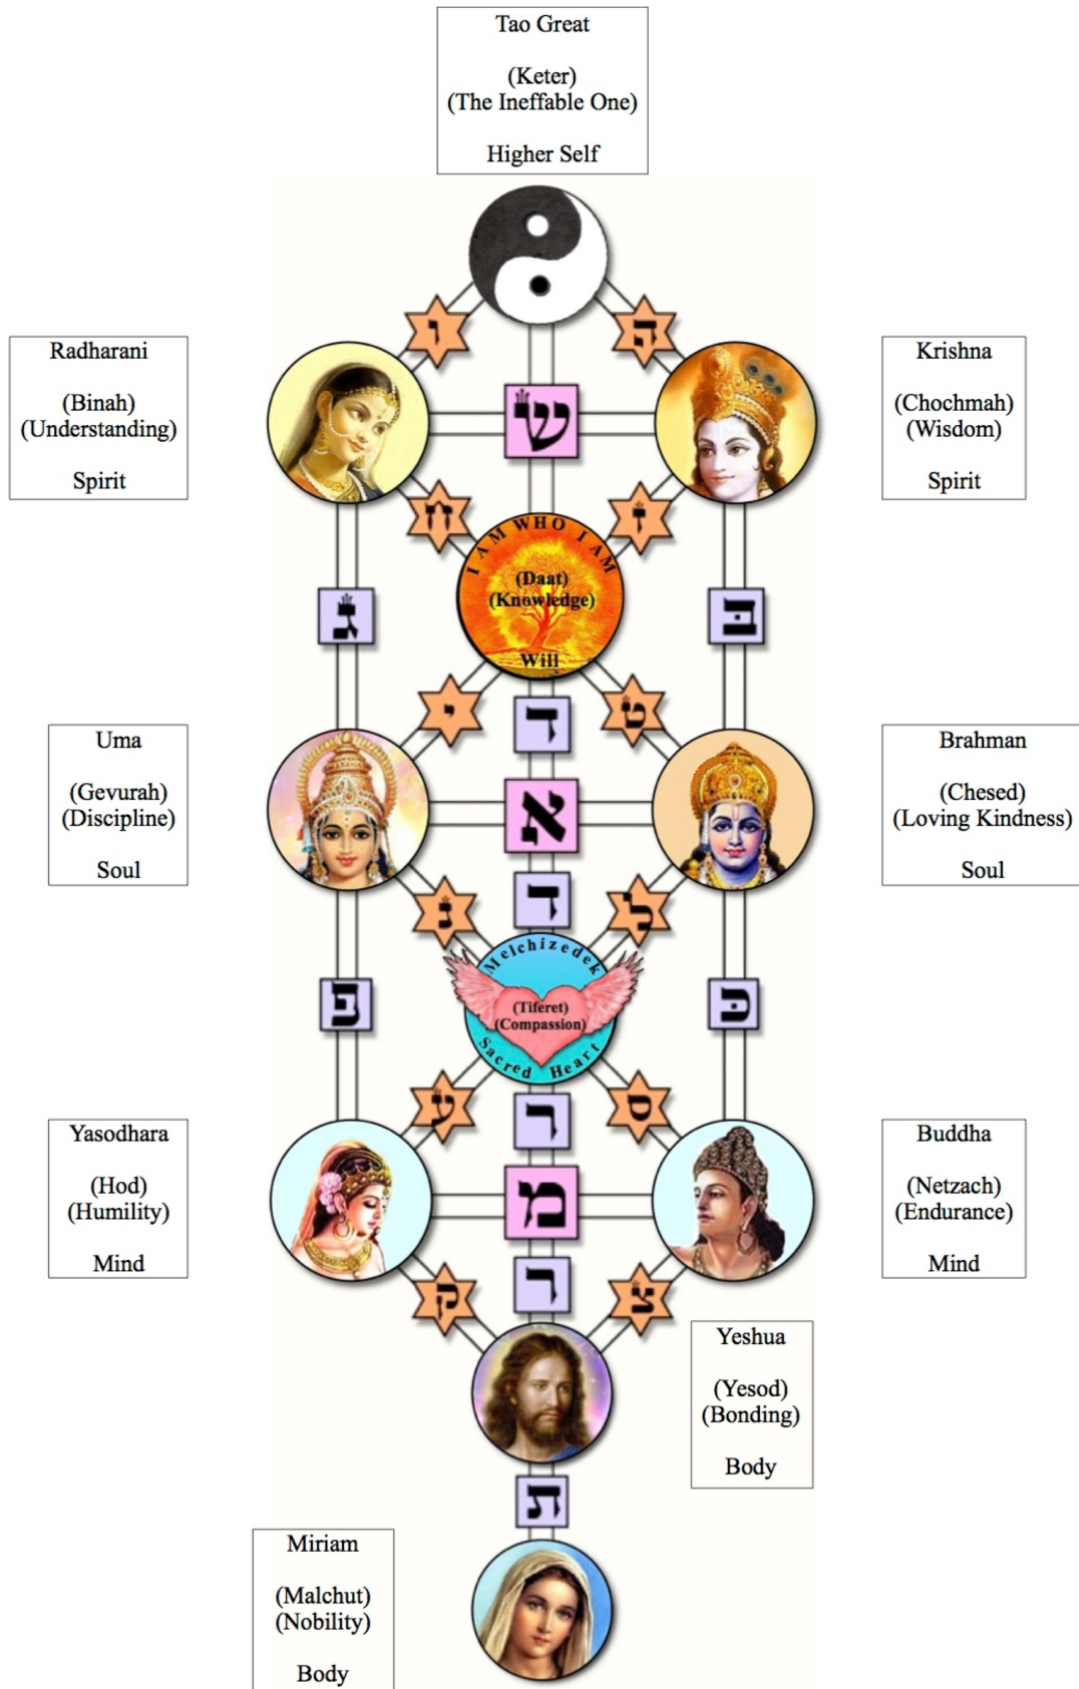 Tao Great
(Keter)
(The Ineffable One)
Higher Self
ו
ה
Radharani
(Binah)
(Understanding)
Spirit
ש
Krishna
(Chochmah)
(Wisdom)
Spirit
ח
ז
I AM WHO I AM
(Daat)
(Knowledge)
Will
ג
ב
י
ט
ד
Uma
(Gevurah)
(Discipline)
Soul
א
Brahman
(Chesed)
(Loving Kindness)
Soul
ד
נ
ל
Melchizedek
(Tiferet)
(Compassion)
Sacred Heart
פ
כ
ע
ס
ר
Yasodhara
(Hod)
(Humility)
Mind
מ
Buddha
(Netzach)
(Endurance)
Mind
ר
ק
צ
Yeshua
(Yesod)
(Bonding)
Body
ת
Miriam
(Malchut)
(Nobility)
Body